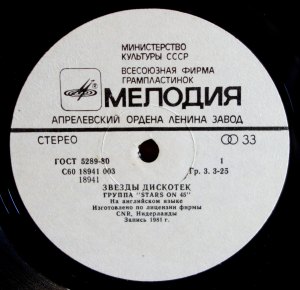 МИНИСТЕРСТВО
КУЛЬТУРЫ СССР
ВСЕСОЮЗНАЯ ФИРМА
ГРАМПЛАСТИНОК
МЕЛОДИЯ
АПРЕЛЕВСКИЙ ОРДЕНА ЛЕНИНА ЗАВОД
СТЕРЕО 33
ГОСТ 5289-80 1
С60 18941 003 Гр. 3. 3-25
18941
ЗВЕЗДЫ ДИСКОТЕК
ГРУППА "STARS ON 45"
На английском языке
Изготовлено по лицензии фирмы
CNR, Нидерланды
Запись 1981 г.